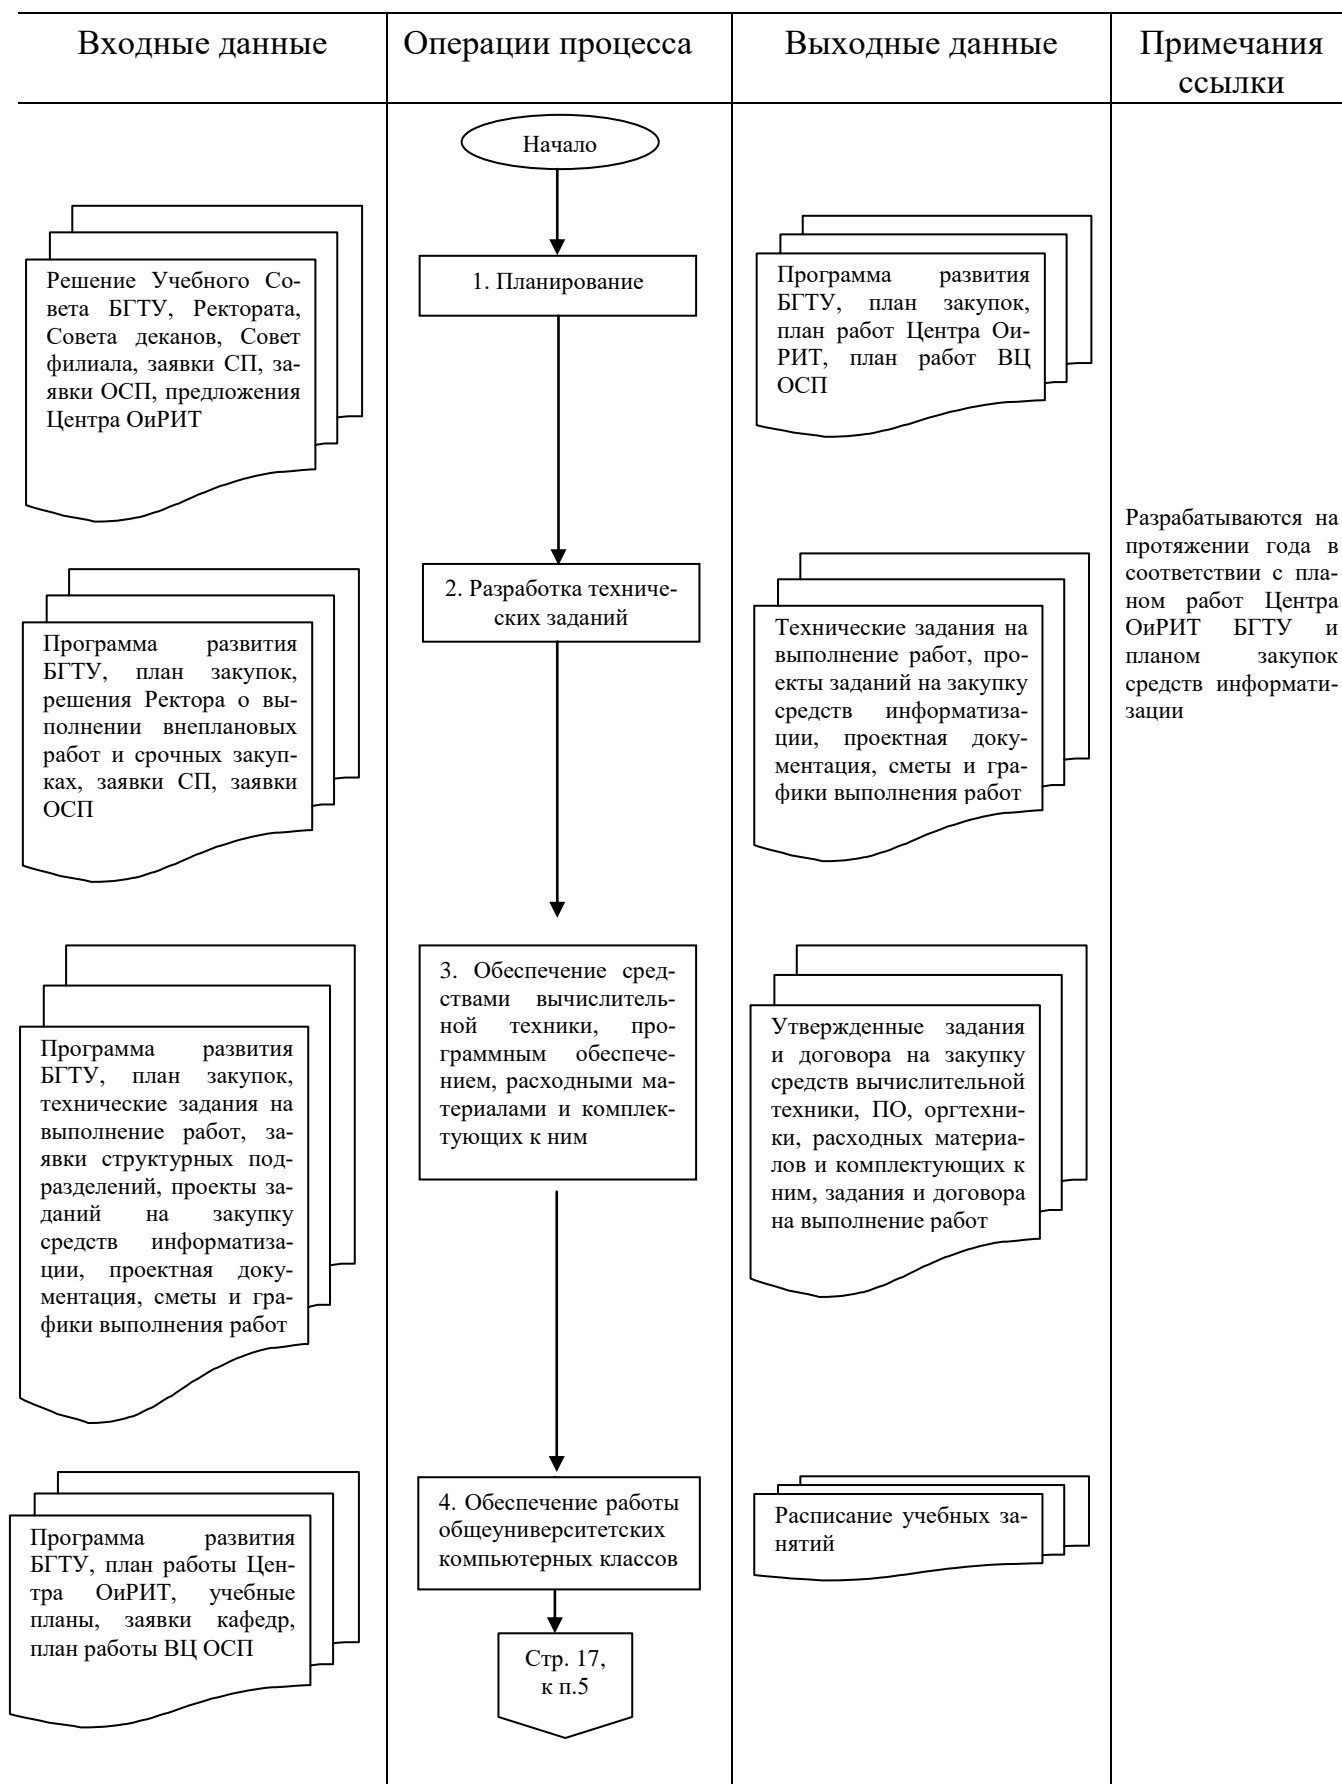 Входные данные
Операции процесса
Выходные данные
Примечания
ссылки
Начало
Решение Учебного Со-
вета БГТУ, Ректората,
Совета деканов, Совет
филиала, заявки СП, за-
явки ОСП, предложения
Центра ОиРИТ
1. Планирование
Программа развития
БГТУ, план закупок,
план работ Центра Ои-
РИТ, план работ ВЦ
ОСП
Программа развития
БГТУ, план закупок,
решения Ректора о вы-
полнении внеплановых
работ и срочных закуп-
ках, заявки СП, заявки
ОСП
2. Разработка техниче-
ских заданий
Технические задания на
выполнение работ, про-
екты заданий на закупку
средств информатиза-
ции, проектная доку-
ментация, сметы и гра-
фики выполнения работ
Разрабатываются на
протяжении года в
соответствии с пла-
ном работ Центра
ОиРИТ БГТУ и
планом закупок
средств информати-
зации
Программа развития
БГТУ, план закупок,
технические задания на
выполнение работ, за-
явки структурных под-
разделений, проекты за-
даний на закупку
средств информатиза-
ции, проектная доку-
ментация, сметы и гра-
фики выполнения работ
3. Обеспечение сред-
ствами вычислитель-
ной техники, про-
граммным обеспече-
нием, расходными ма-
териалами и комплек-
тующих к ним
Утвержденные задания
и договора на закупку
средств вычислительной
техники, ПО, оргтехни-
ки, расходных материа-
лов и комплектующих к
ним, задания и договора
на выполнение работ
Программа развития
БГТУ, план работы Цен-
тра ОиРИТ, учебные
планы, заявки кафедр,
план работы ВЦ ОСП
4. Обеспечение работы
общеуниверситетских
компьютерных классов
Расписание учебных за-
нятий
Стр. 17,
к п.5